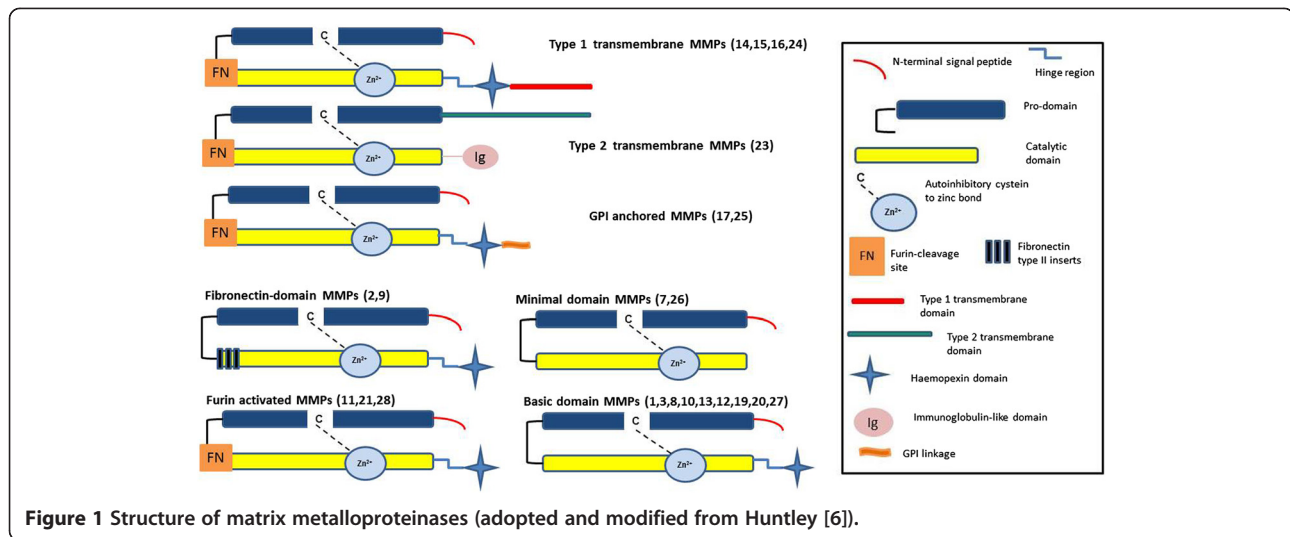 C
Type 1 transmembrane MMPs (14,15,16,24)
FN
Zn²⁺
C
Type 2 transmembrane MMPs (23)
FN
Zn²⁺
Ig
C
GPI anchored MMPs (17,25)
FN
Zn²⁺
Fibronectin-domain MMPs (2,9)
C
Zn²⁺
Minimal domain MMPs (7,26)
C
Zn²⁺
Furin activated MMPs (11,21,28)
C
FN
Zn²⁺
Basic domain MMPs (1,3,8,10,13,12,19,20,27)
C
Zn²⁺
N-terminal signal peptide
Hinge region
Pro-domain
Catalytic
domain
C
Zn²⁺
Autoinhibitory cystein
to zinc bond
FN
Furin-cleavage
site
Fibronectin
type II inserts
Type 1 transmembrane
domain
Type 2 transmembrane
domain
Haemopexin domain
Ig
Immunoglobulin-like domain
GPI linkage
Figure 1 Structure of matrix metalloproteinases (adopted and modified from Huntley [6]).